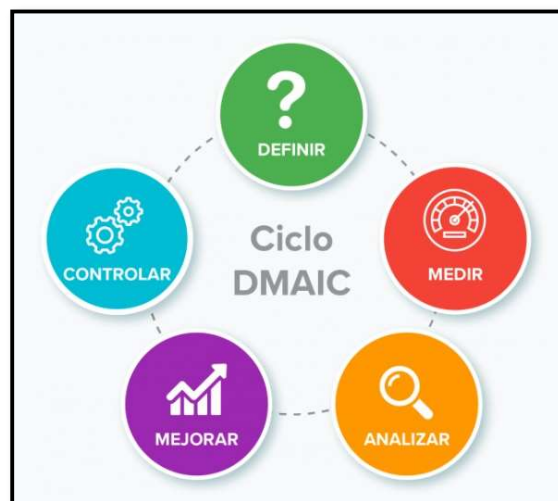 ?
DEFINIR
MEDIR
ANALIZAR
MEJORAR
CONTROLAR
Ciclo
DMAIC